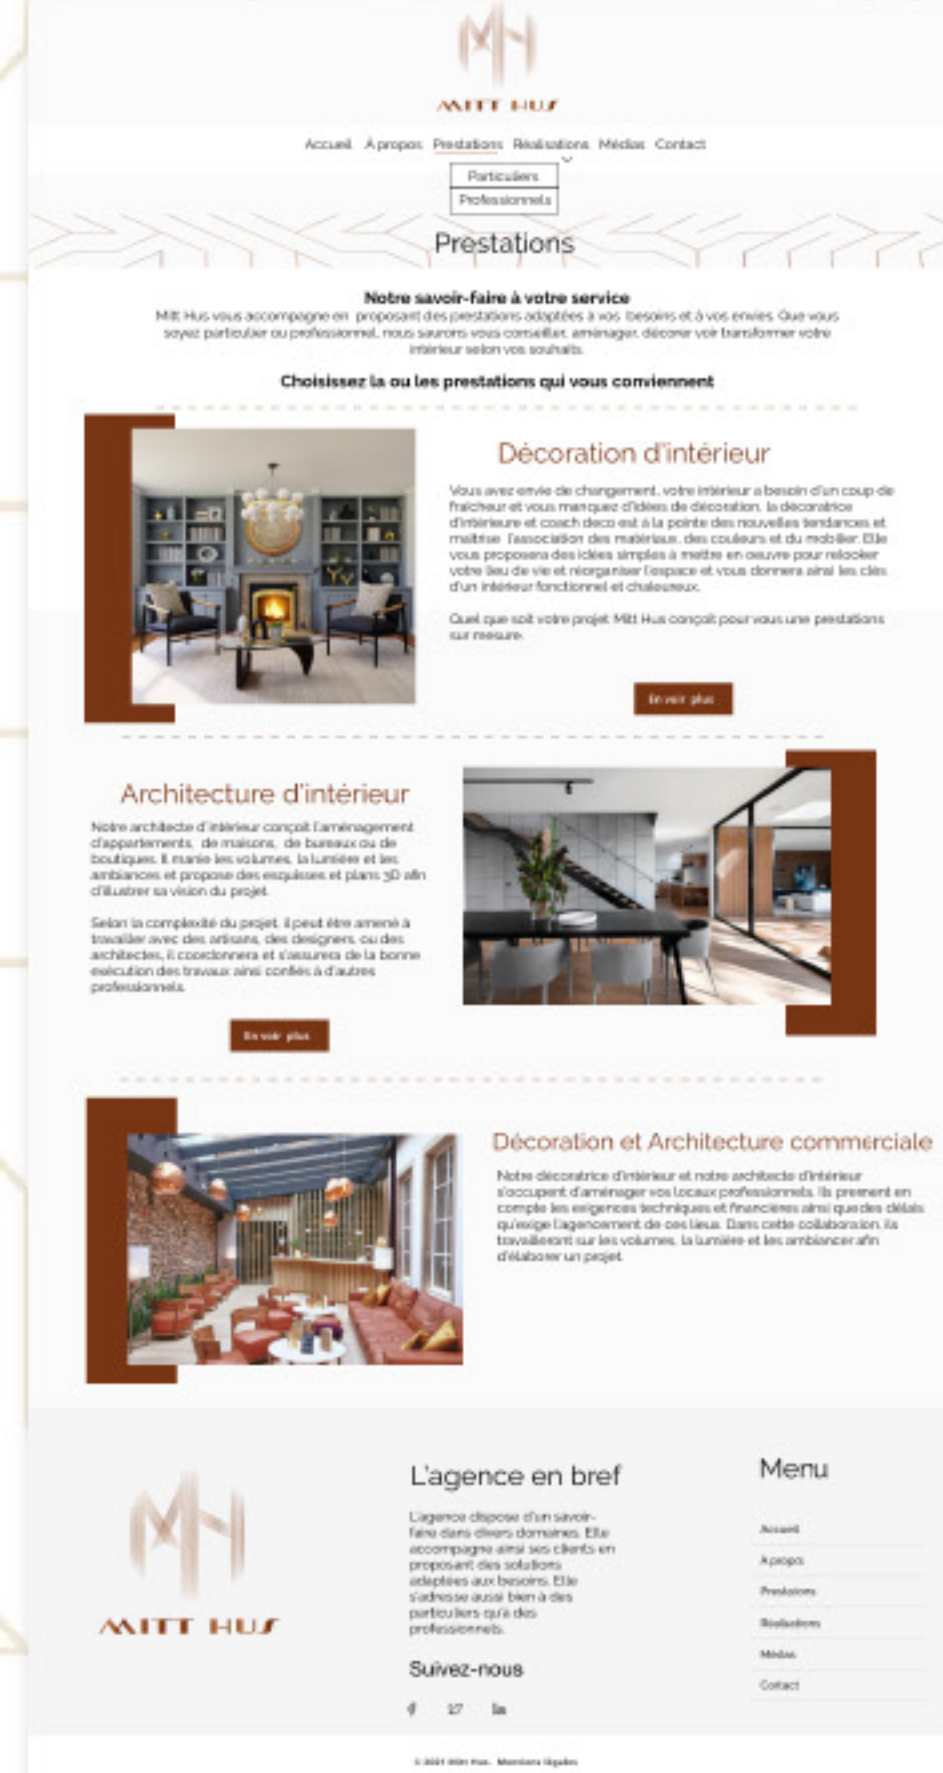 MH
MITT HUS
Accueil À propos Prestations Réalisations Médias Contact
Particuliers
Professionnels
Prestations
Notre savoir-faire à votre service
Mitt Hus vous accompagne en proposant des prestations adaptées à vos besoins et à vos envies. Que vous
soyez particulier ou professionnel, nous saurons vous conseiller, aménager, décorer voir transformer votre
intérieur selon vos souhaits.
Choisissez la ou les prestations qui vous conviennent
Décoration d'intérieur
Vous avez envie de changement, votre intérieur a besoin d'un coup de
fraîcheur et vous manquez d'idées de décoration, la décoratrice
d'intérieure et coach deco est à la pointe des nouvelles tendances et
maîtrise l'association des matériaux, des couleurs et du mobilier. Elle
vous proposera des idées simples à mettre en oeuvre pour relooker
votre lieu de vie et réorganiser l'espace et vous donnera ainsi les clés
d'un intérieur fonctionnel et chaleureux.
Quel que soit votre projet Mitt Hus conçoit pour vous une prestations
sur mesure.
En voir plus
Architecture d'intérieur
Notre architecte d'intérieur conçoit l'aménagement
d'appartements, de maisons, de bureaux ou de
boutiques. Il manie les volumes, la lumière et les
ambiances et propose des esquisses et plans 3D afin
d'illustrer sa vision du projet.
Selon la complexité du projet, il peut être amené à
travailler avec des artisans, des designers, ou des
architectes, il coordonnera et s'assurera de la bonne
exécution des travaux ainsi confiés à d'autres
professionnels.
En voir plus
Décoration et Architecture commerciale
Notre décoratrice d'intérieur et notre architecte d'intérieur
s'occupent d'aménager vos locaux professionnels. Ils prennent en
compte les exigences techniques et financières ainsi que des délais
qu'exige l'agencement de ces lieux. Dans cette collaboraion, ils
travailleront sur les volumes, la lumière et les ambiancer afin
d'élaborer un projet.
MH
MITT HUS
L'agence en bref
L'agence dispose d'un savoir-
faire dans divers domaines. Elle
accompagne ainsi ses clients en
proposant des solutions
adaptées aux besoins. Elle
s'adresse aussi bien à des
particuliers qu'à des
professionnels.
Suivez-nous
Menu
Accueil
À propos
Prestaions
Réalisations
Médias
Contact
© 2021 Mitt Hus. Mentions légales